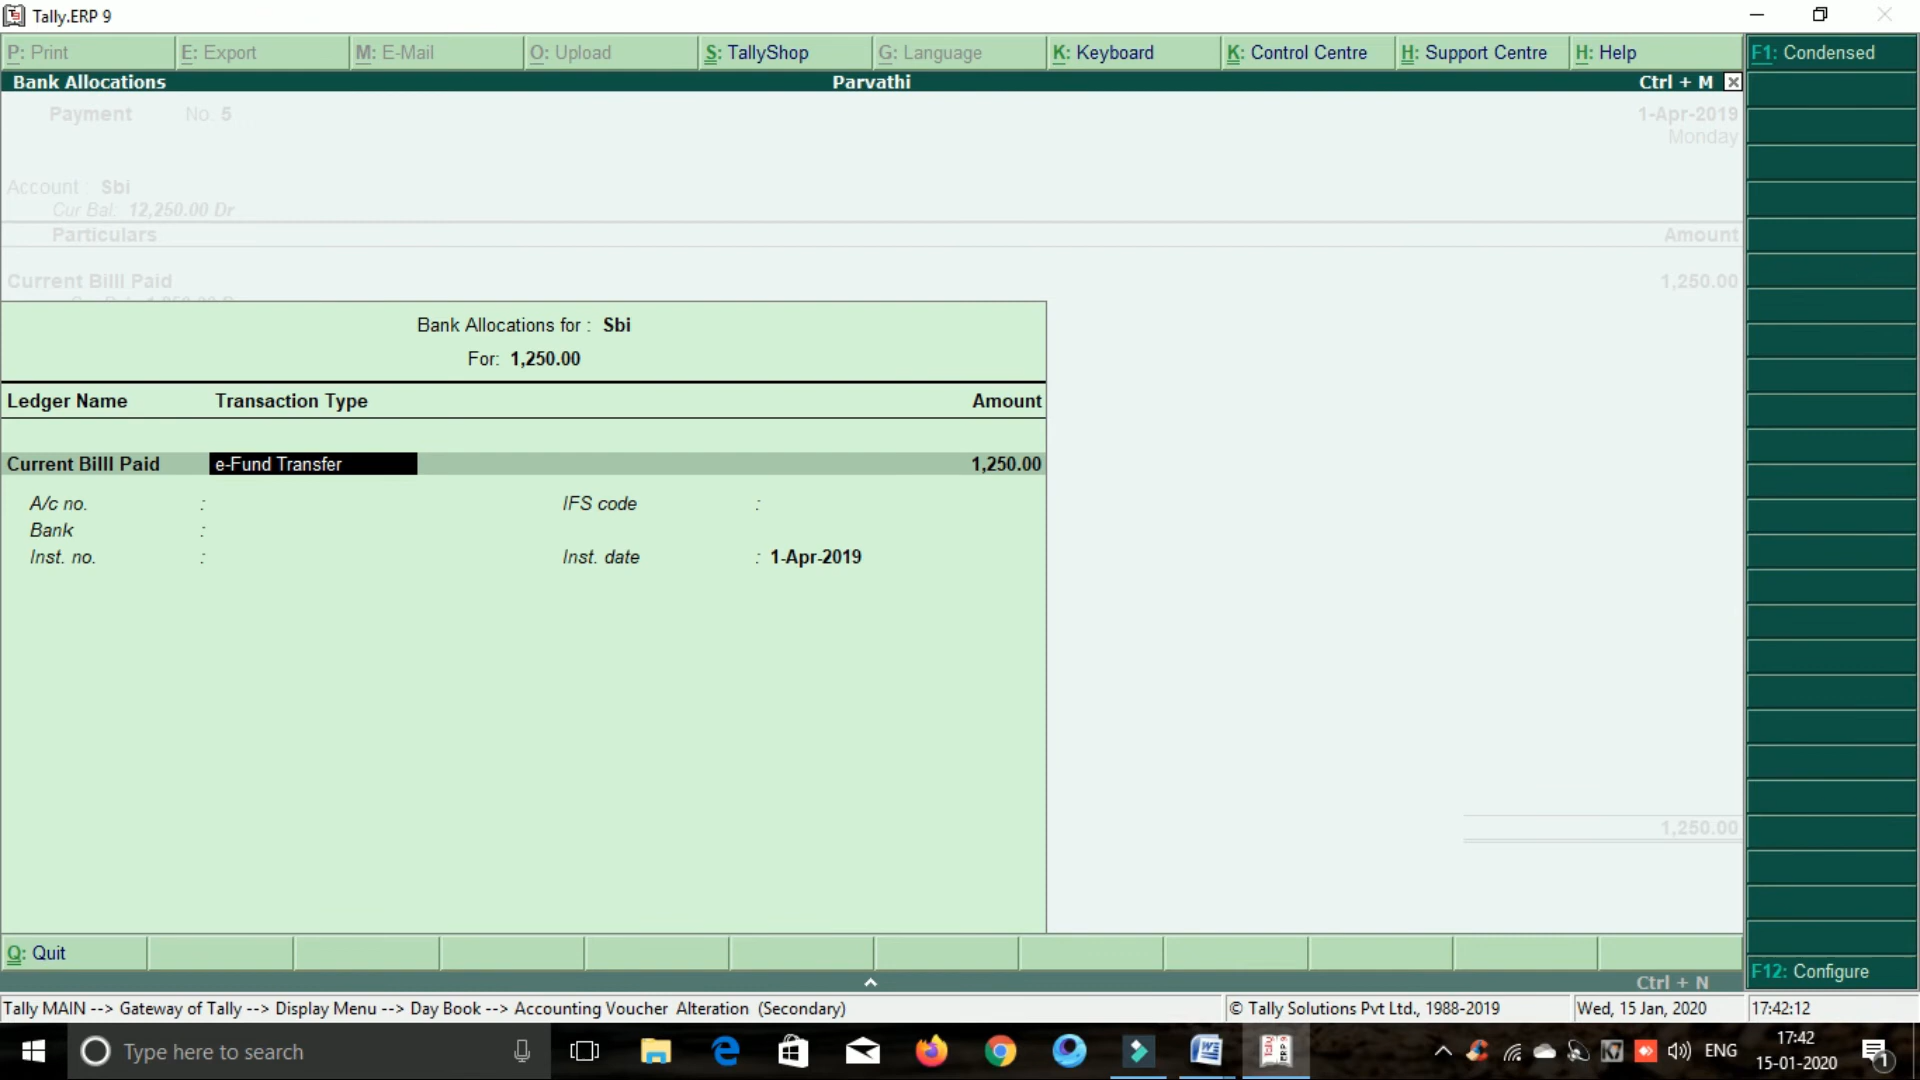 Tally.ERP 9
P: Print E: Export M: E-Mail O: Upload S: TallyShop G: Language K: Keyboard K: Control Centre H: Support Centre H: Help F1: Condensed
Bank Allocations Parvathi Ctrl + M
Payment No. 5 1-Apr-2019
Monday
Account : Sbi
Cur Bal: 12,250.00 Dr
Particulars Amount
Current Billl Paid 1,250.00
Bank Allocations for : Sbi
For: 1,250.00
Ledger Name Transaction Type Amount
Current Billl Paid e-Fund Transfer 1,250.00
A/c no. : IFS code :
Bank :
Inst. no. : Inst. date : 1-Apr-2019
1,250.00
Q: Quit
F12: Configure
Ctrl + N
Tally MAIN --> Gateway of Tally --> Display Menu --> Day Book --> Accounting Voucher Alteration (Secondary) © Tally Solutions Pvt Ltd., 1988-2019 Wed, 15 Jan, 2020 17:42:12
Type here to search ENG 17:42
15-01-2020 1